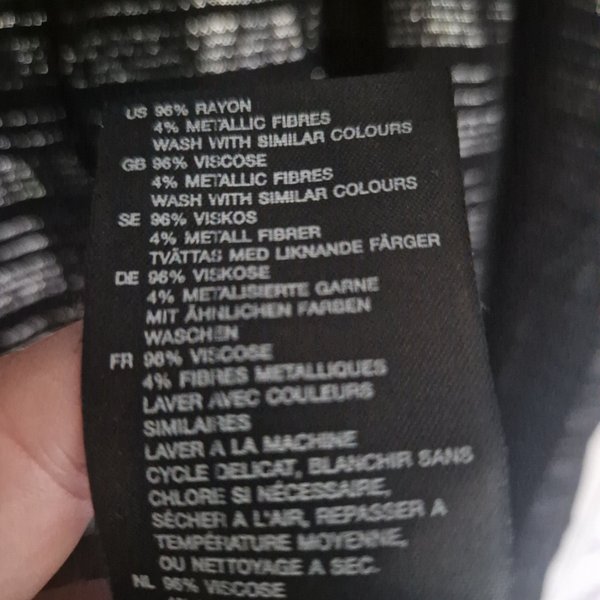 US 96% RAYON
4% METALLIC FIBRES
WASH WITH SIMILAR COLOURS
GB 96% VISCOSE
4% METALLIC FIBRES
WASH WITH SIMILAR COLOURS
SE 96% VISKOS
4% METALL FIBRER
TVÄTTAS MED LIKNANDE FÄRGER
DE 96% VISKOSE
4% METALISIERTE GARNE
MIT ÄHNLICHEN FARBEN
WASCHEN
FR 96% VISCOSE
4% FIBRES METALLIQUES
LAVER AVEC COULEURS
SIMILAIRES
LAVER A LA MACHINE
CYCLE DELICAT, BLANCHIR SANS
CHLORE SI NÉCESSAIRE,
SÉCHER A L'AIR, REPASSER A
TEMPÉRATURE MOYENNE,
OU NETTOYAGE A SEC.
NL 96% VISCOSE